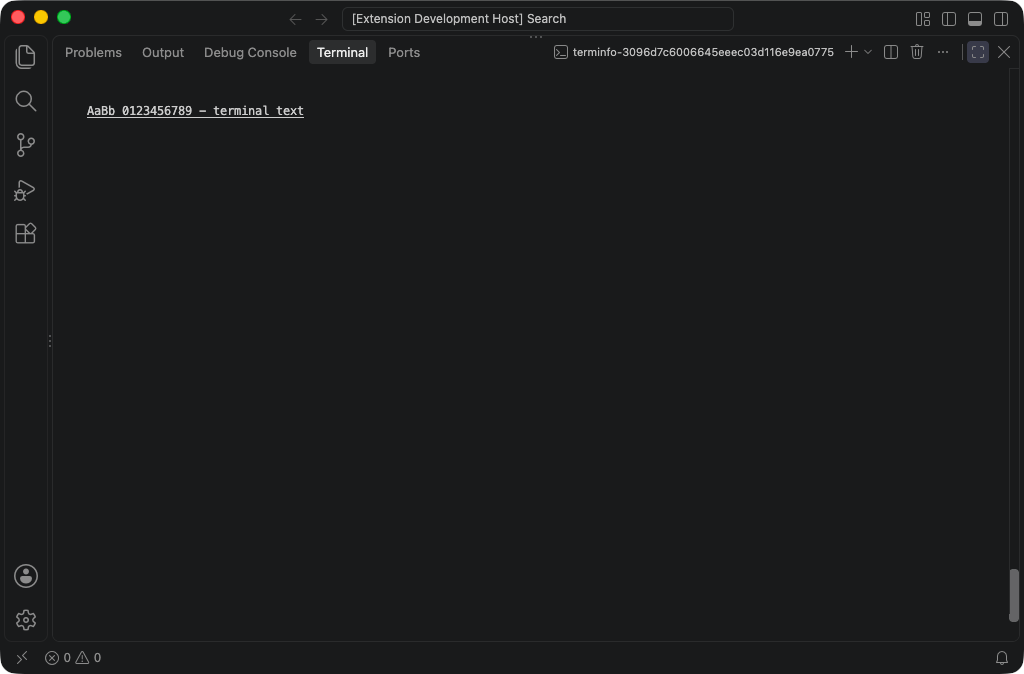 [Extension Development Host] Search
Problems Output Debug Console Terminal Ports terminfo-3096d7c6006645eeec03d116e9ea0775
AaBb 0123456789 — terminal text
0 0